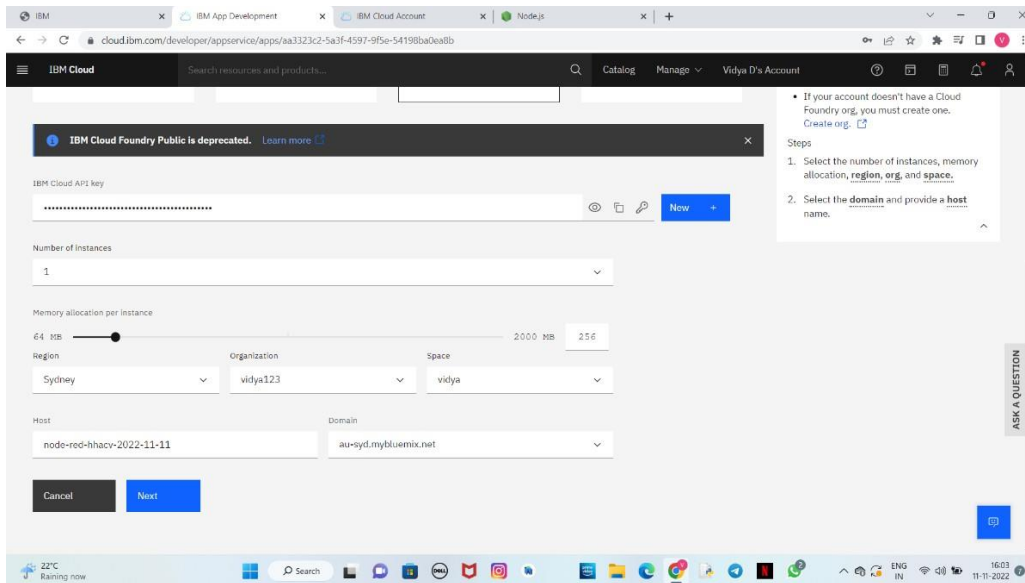 IBM
IBM App Development
IBM Cloud Account
Node.js
cloud.ibm.com/developer/appservice/apps/aa3323c2-5a3f-4597-9f5e-54198ba0ea8b
V
IBM Cloud
Search resources and products...
Catalog
Manage
Vidya D's Account
IBM Cloud Foundry Public is deprecated. Learn more
IBM Cloud API key
New +
Number of instances
1
Memory allocation per instance
64 MB
2000 MB
256
Region
Organization
Space
Sydney
vidya123
vidya
Host
Domain
node-red-hhacv-2022-11-11
au-syd.mybluemix.net
Cancel
Next
• If your account doesn't have a Cloud
Foundry org, you must create one.
Create org.
Steps
1. Select the number of instances, memory
allocation, region, org, and space.
2. Select the domain and provide a host
name.
ASK A QUESTION
22°C
Raining now
Search
DELL
N
ENG
IN
16:03
11-11-2022